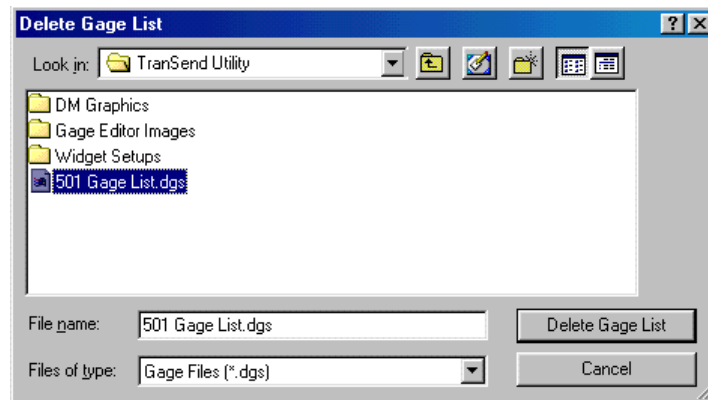 Delete Gage List
Look in: TranSend Utility
DM Graphics
Gage Editor Images
Widget Setups
501 Gage List.dgs
File name: 501 Gage List.dgs Delete Gage List
Files of type: Gage Files (*.dgs) Cancel